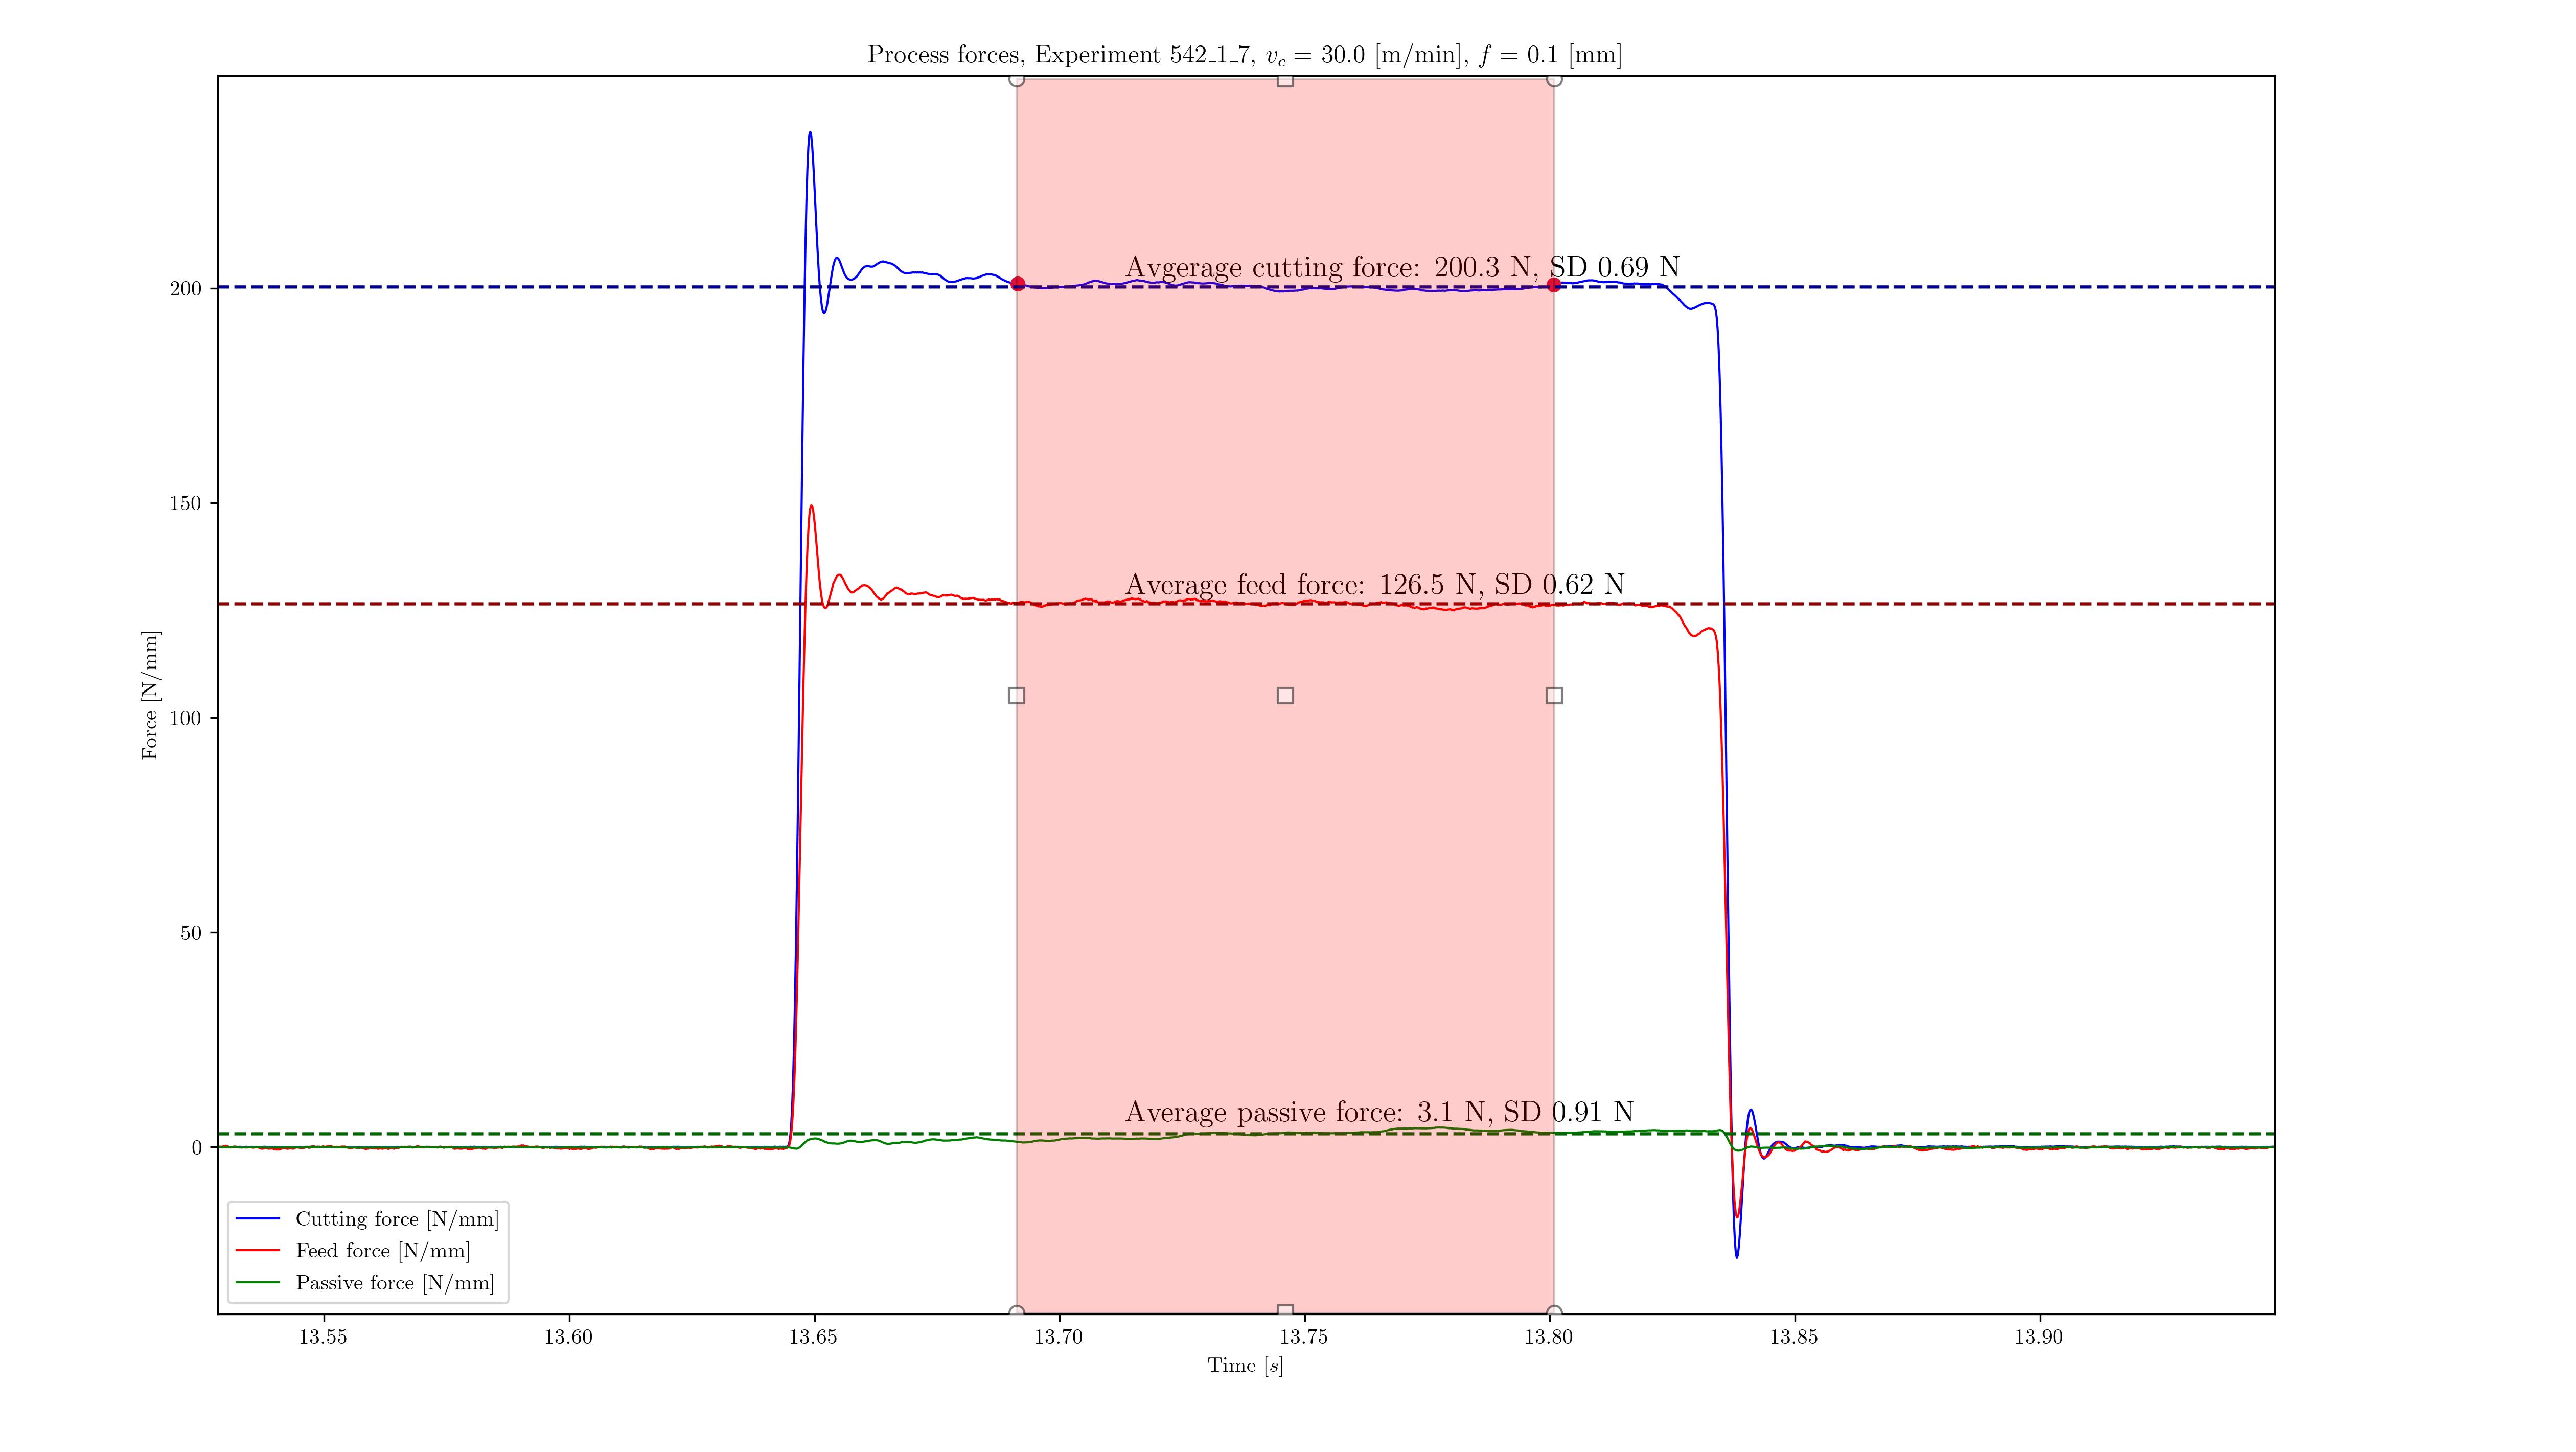 Process forces, Experiment 542_1_7, v_c = 30.0 [m/min], f = 0.1 [mm]
Avgerage cutting force: 200.3 N, SD 0.69 N
Average feed force: 126.5 N, SD 0.62 N
Average passive force: 3.1 N, SD 0.91 N
Force [N/mm]
200
150
100
50
0
Cutting force [N/mm]
Feed force [N/mm]
Passive force [N/mm]
13.55 13.60 13.65 13.70 13.75 13.80 13.85 13.90
Time [s]